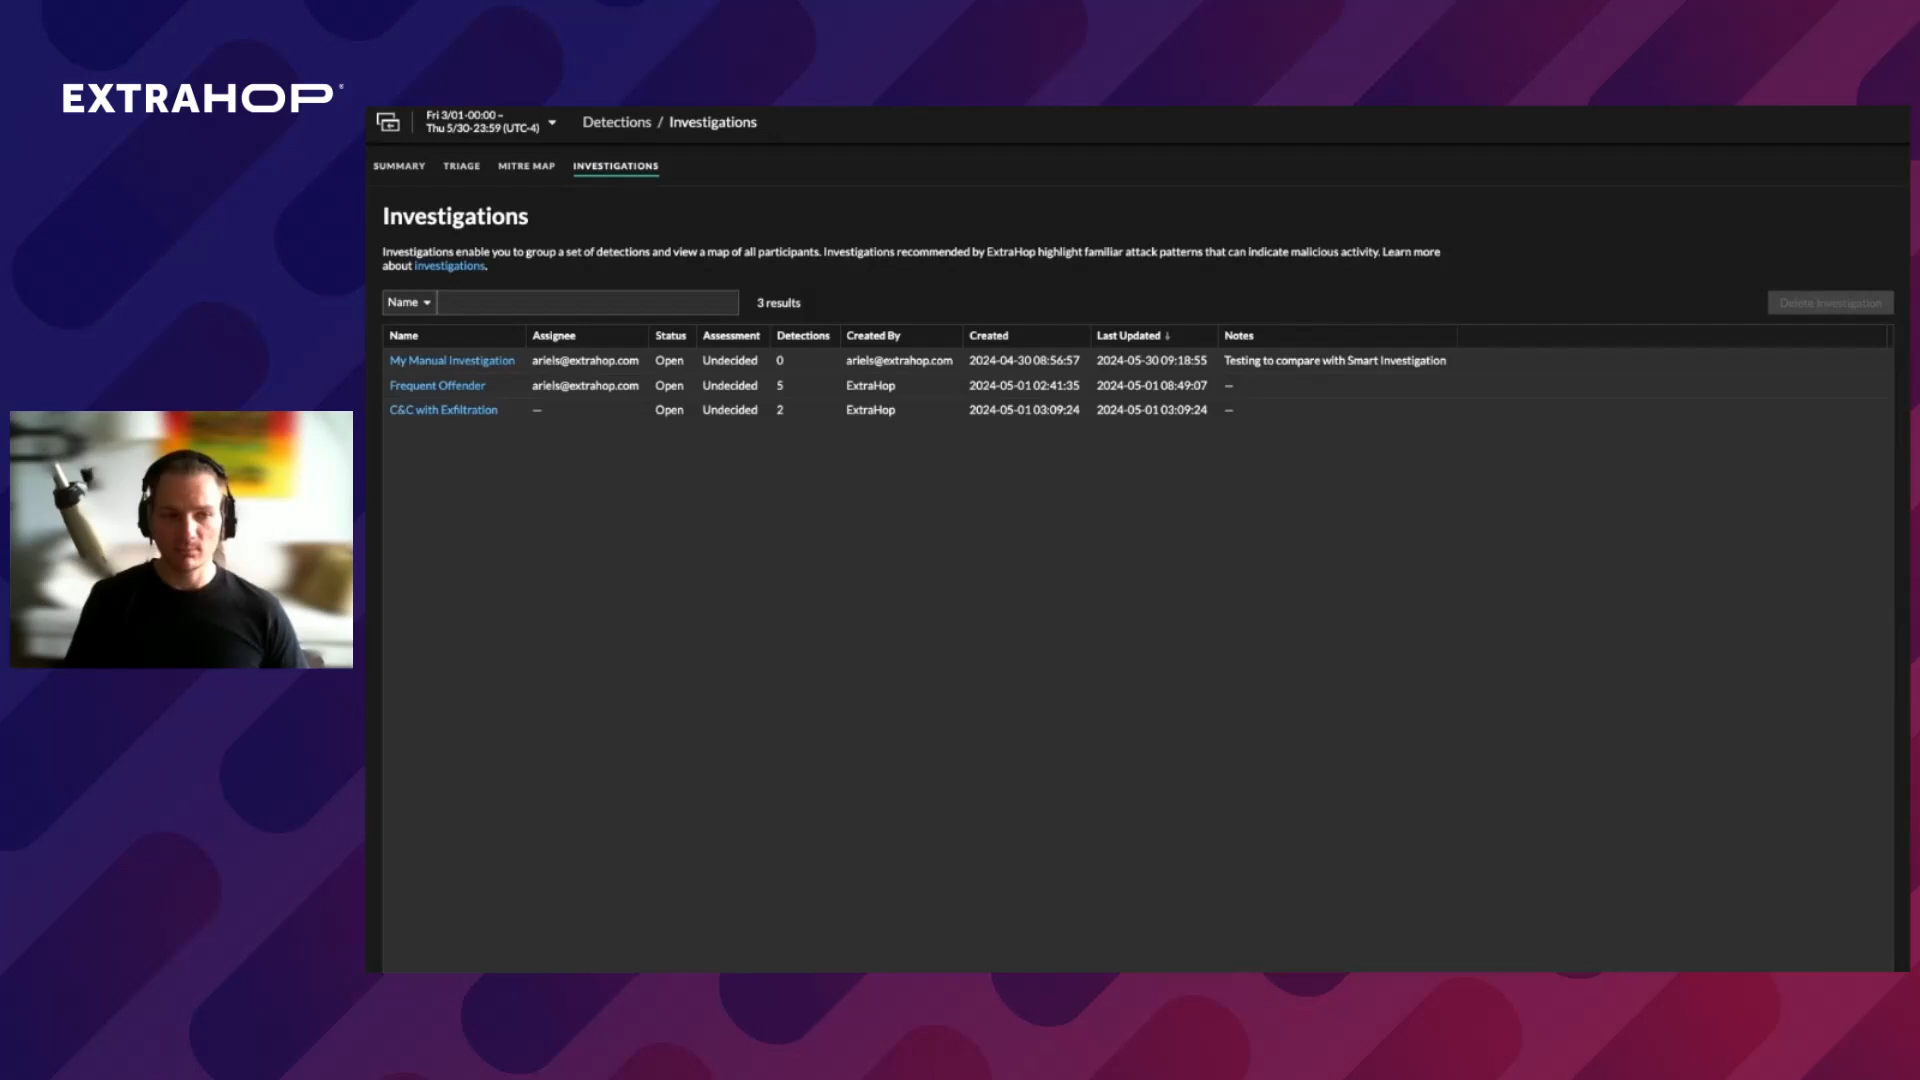 EXTRAHOP®
Fri 3/01-00:00 –
Thu 5/30-23:59 (UTC-4)
Detections / Investigations
SUMMARY TRIAGE MITRE MAP INVESTIGATIONS
Investigations
Investigations enable you to group a set of detections and view a map of all participants. Investigations recommended by ExtraHop highlight familiar attack patterns that can indicate malicious activity. Learn more
about investigations.
Name 3 results Delete Investigation
Name Assignee Status Assessment Detections Created By Created Last Updated ↓ Notes
My Manual Investigation ariels@extrahop.com Open Undecided 0 ariels@extrahop.com 2024-04-30 08:56:57 2024-05-30 09:18:55 Testing to compare with Smart Investigation
Frequent Offender ariels@extrahop.com Open Undecided 5 ExtraHop 2024-05-01 02:41:35 2024-05-01 08:49:07 —
C&C with Exfiltration — Open Undecided 2 ExtraHop 2024-05-01 03:09:24 2024-05-01 03:09:24 —